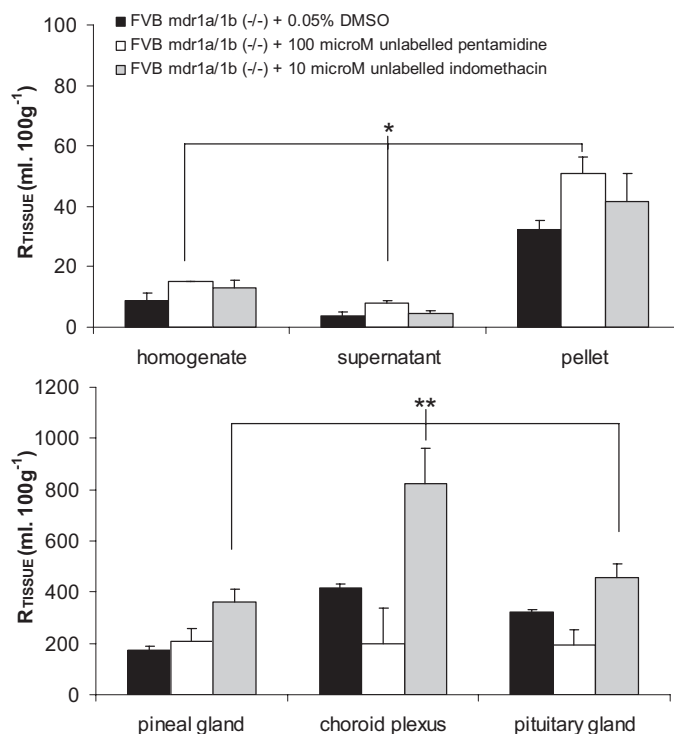 FVB mdr1a/1b (-/-) + 0.05% DMSO
FVB mdr1a/1b (-/-) + 100 microM unlabelled pentamidine
FVB mdr1a/1b (-/-) + 10 microM unlabelled indomethacin
RTISSUE (ml. 100g-1)
100
80
60
40
20
0
*
homogenate supernatant pellet
RTISSUE (ml. 100g-1)
1200
1000
800
600
400
200
0
**
pineal gland choroid plexus pituitary gland